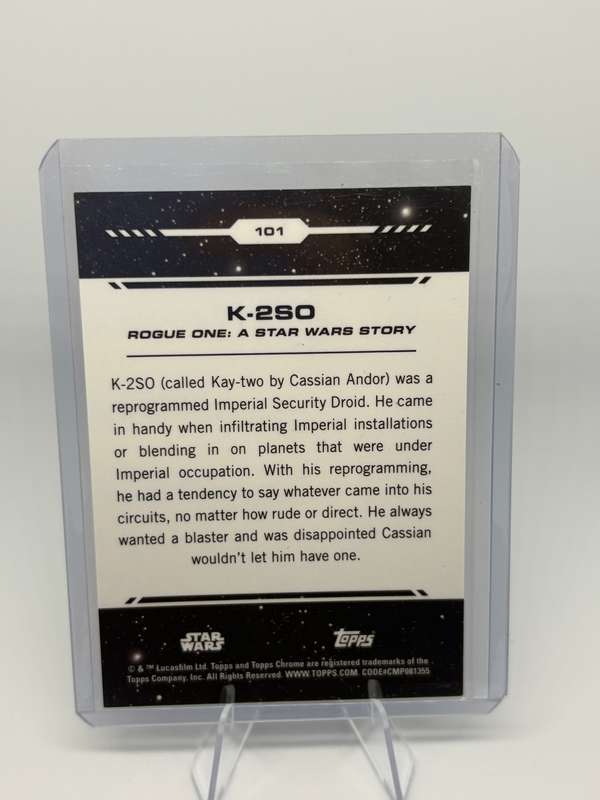 101
K-2SO
ROGUE ONE: A STAR WARS STORY
K-2SO (called Kay-two by Cassian Andor) was a
reprogrammed Imperial Security Droid. He came
in handy when infiltrating Imperial installations
or blending in on planets that were under
Imperial occupation. With his reprogramming,
he had a tendency to say whatever came into his
circuits, no matter how rude or direct. He always
wanted a blaster and was disappointed Cassian
wouldn't let him have one.
STAR WARS
Topps
© & ™ Lucasfilm Ltd. Topps and Topps Chrome are registered trademarks of the
Topps Company, Inc. All Rights Reserved. WWW.TOPPS.COM CODE#CMP081355